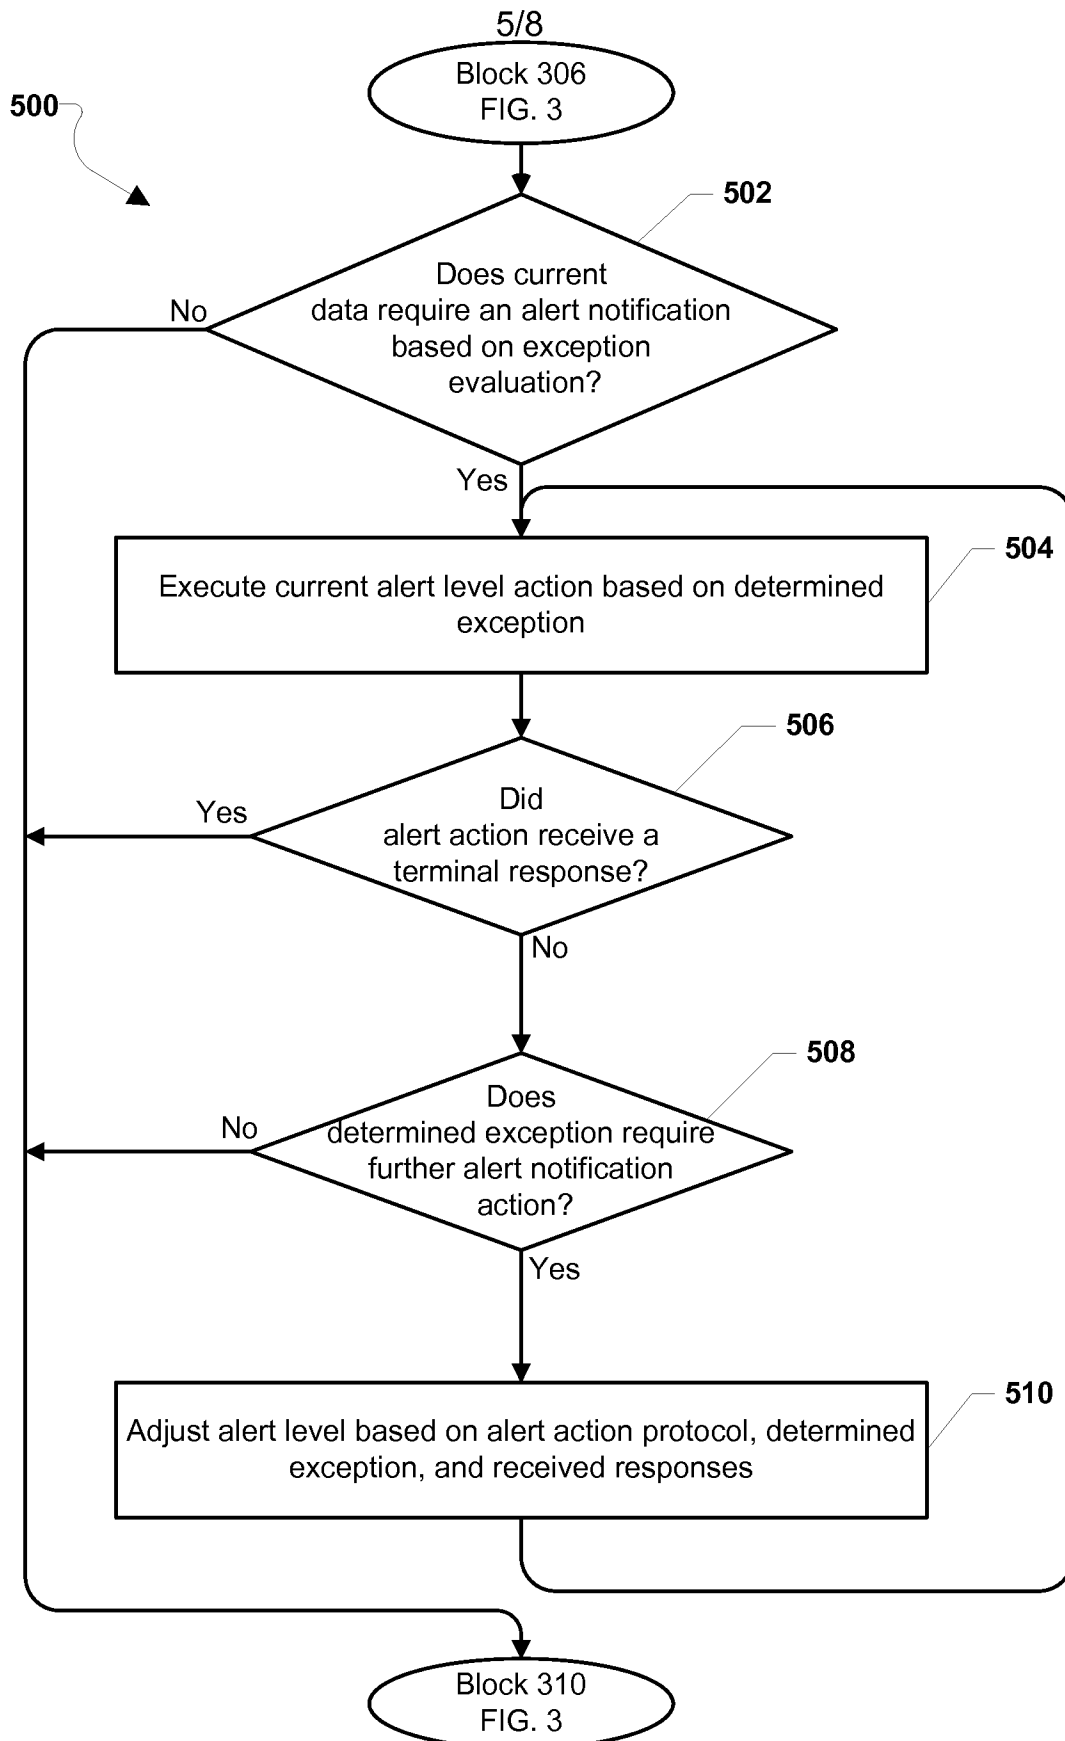 5/8
Block 306
FIG. 3
500
502
Does current
data require an alert notification
based on exception
evaluation?
No
Yes
504
Execute current alert level action based on determined
exception
506
Did
alert action receive a
terminal response?
Yes
No
508
Does
determined exception require
further alert notification
action?
No
Yes
510
Adjust alert level based on alert action protocol, determined
exception, and received responses
Block 310
FIG. 3